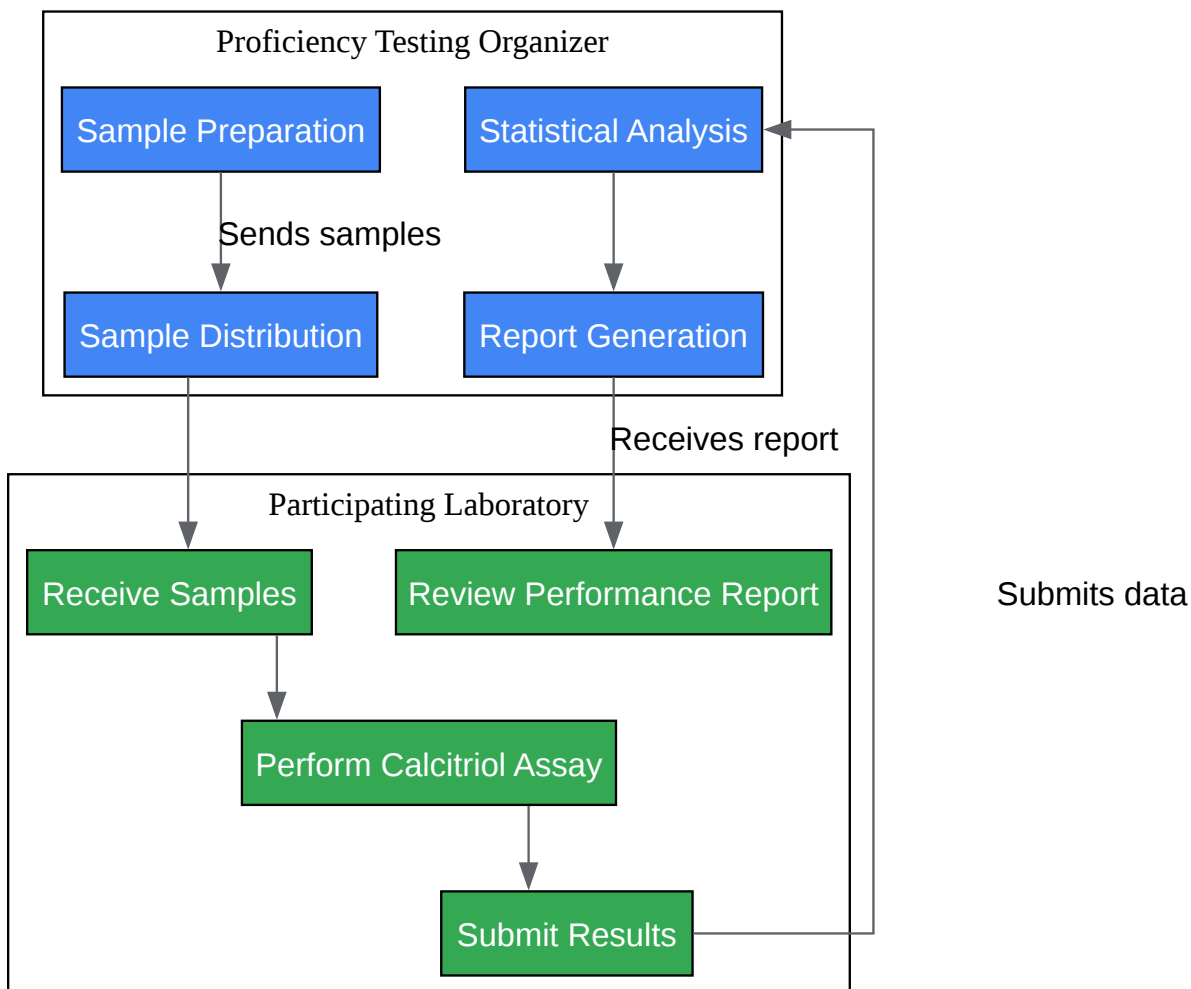 Proficiency Testing Organizer
Sample Preparation
Statistical Analysis
Sends samples
Sample Distribution
Report Generation
Receives report
Participating Laboratory
Receive Samples
Review Performance Report
Submits data
Perform Calcitriol Assay
Submit Results